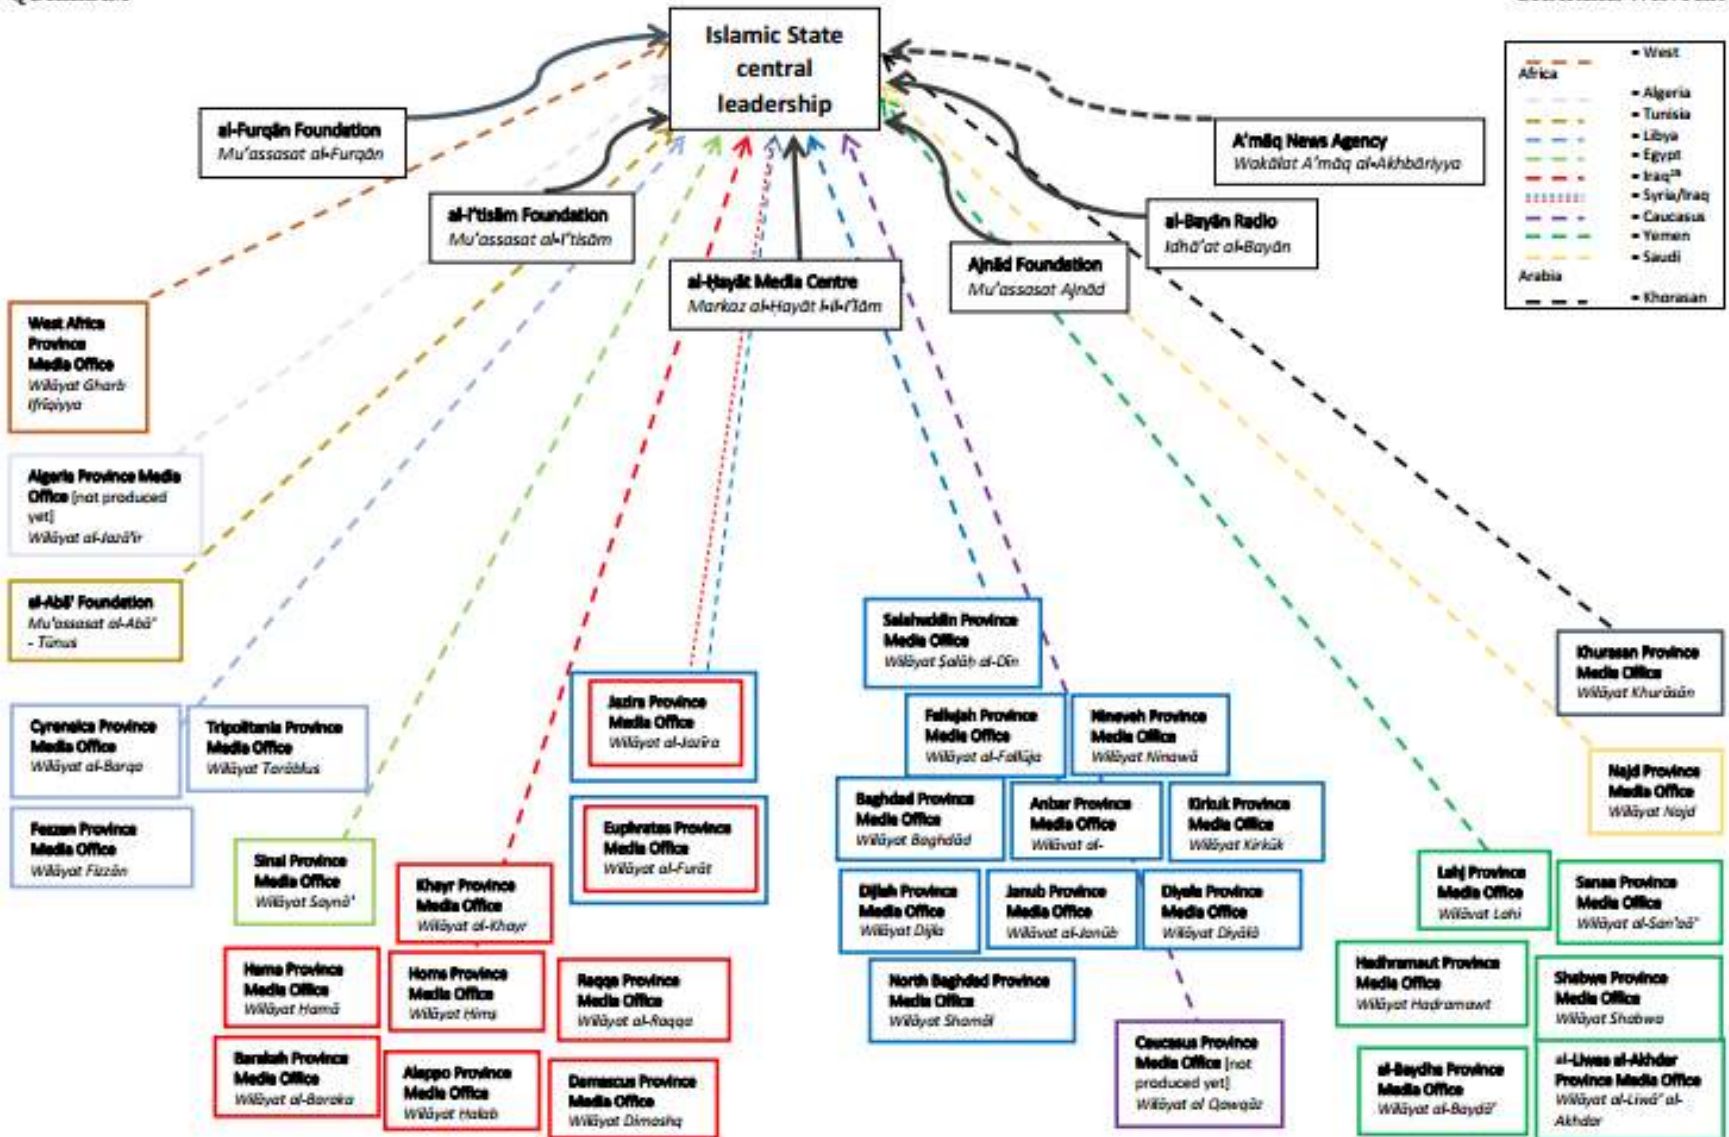 Islamic State
central
leadership
al-Furqān Foundation
Mu'assasat al-Furqān
al-I'tisām Foundation
Mu'assasat al-I'tisām
al-Ḥayāt Media Centre
Markaz al-Ḥayāt l-il-I'lām
Ajnād Foundation
Mu'assasat Ajnād
al-Bayān Radio
Idhā'at al-Bayān
A'māq News Agency
Wakālat A'māq al-Akhbāriyya
= West
Africa
= Algeria
= Tunisia
= Libya
= Egypt
= Iraq
= Syria/Iraq
= Caucasus
= Yemen
= Saudi
Arabia
= Khorasan
West Africa
Province
Media Office
Wilāyat Gharb
Ifrīqiyya
Algeria Province Media
Office [not produced
yet]
Wilāyat al-Jazā'ir
al-Abā' Foundation
Mu'assasat al-Abā'
- Tūnus
Cyrenaica Province
Media Office
Wilāyat al-Barqa
Tripolitania Province
Media Office
Wilāyat Tarāblus
Fezzan Province
Media Office
Wilāyat Fizzān
Sinai Province
Media Office
Wilāyat Saynā'
Khayr Province
Media Office
Wilāyat al-Khayr
Hama Province
Media Office
Wilāyat Ḥamā
Homs Province
Media Office
Wilāyat Ḥimṣ
Raqqa Province
Media Office
Wilāyat al-Raqqa
Barakah Province
Media Office
Wilāyat al-Baraka
Aleppo Province
Media Office
Wilāyat Ḥalab
Damascus Province
Media Office
Wilāyat Dimashq
Jazira Province
Media Office
Wilāyat al-Jazīra
Euphrates Province
Media Office
Wilāyat al-Furāt
Salahuddin Province
Media Office
Wilāyat Ṣalāḥ al-Dīn
Fallujah Province
Media Office
Wilāyat al-Fallūja
Nineveh Province
Media Office
Wilāyat Ninawā
Baghdad Province
Media Office
Wilāyat Baghdād
Anbar Province
Media Office
Wilāyat al-
Kirkuk Province
Media Office
Wilāyat Kirkūk
Dijlah Province
Media Office
Wilāyat Dijla
Janub Province
Media Office
Wilāyat al-Janūb
Diyala Province
Media Office
Wilāyat Diyālā
North Baghdad Province
Media Office
Wilāyat Shamāl
Caucasus Province
Media Office [not
produced yet]
Wilāyat al Qawqāz
Khurasan Province
Media Office
Wilāyat Khurāsān
Najd Province
Media Office
Wilāyat Najd
Lahj Province
Media Office
Wilāyat Lahj
Sanaa Province
Media Office
Wilāyat al-San'aā'
Hadhramaut Province
Media Office
Wilāyat Ḥaḍramawt
Shabwa Province
Media Office
Wilāyat Shabwa
al-Baydha Province
Media Office
Wilāyat al-Bayḍā'
al-Liwaa al-Akhdar
Province Media Office
Wilāyat al-Liwā' al-
Akhdar